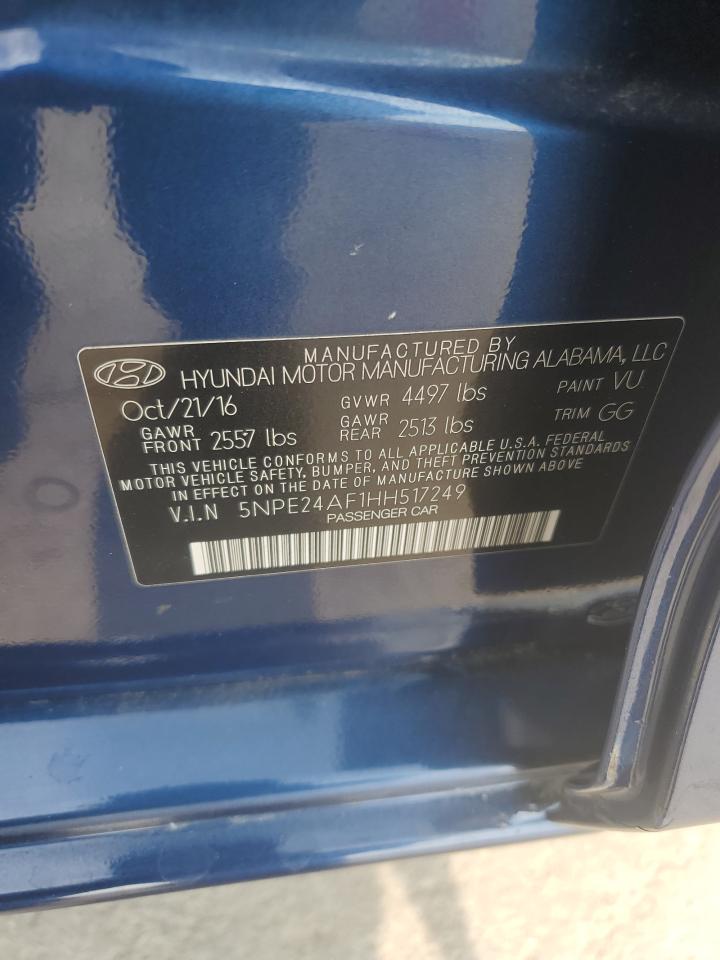 MANUFACTURED BY
HYUNDAI MOTOR MANUFACTURING ALABAMA, LLC
Oct/21/16 GVWR 4497 lbs PAINT VU
GAWR FRONT 2557 lbs GAWR REAR 2513 lbs TRIM GG
THIS VEHICLE CONFORMS TO ALL APPLICABLE U.S.A. FEDERAL
MOTOR VEHICLE SAFETY, BUMPER, AND THEFT PREVENTION STANDARDS
IN EFFECT ON THE DATE OF MANUFACTURE SHOWN ABOVE
V.I.N 5NPE24AF1HH517249
PASSENGER CAR